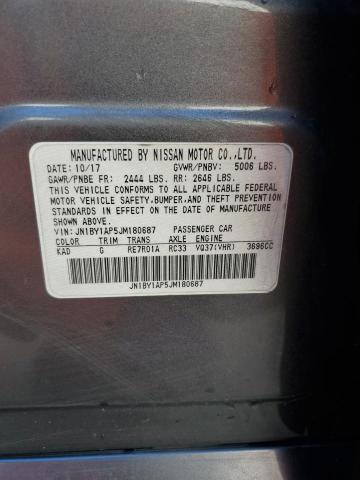 MANUFACTURED BY NISSAN MOTOR CO.,LTD.
DATE: 10/17 GVWR/PNBV: 5006 LBS.
GAWR/PNBE FR: 2444 LBS. RR: 2646 LBS.
THIS VEHICLE CONFORMS TO ALL APPLICABLE FEDERAL
MOTOR VEHICLE SAFETY,BUMPER,AND THEFT PREVENTION
STANDARDS IN EFFECT ON THE DATE OF MANUFACTURE
SHOWN ABOVE.
VIN: JN1BY1AP5JM180687 PASSENGER CAR
COLOR TRIM TRANS AXLE ENGINE
KAD G RE7R01A RC33 VQ37(VHR) 3696CC
JN1BY1AP5JM180687